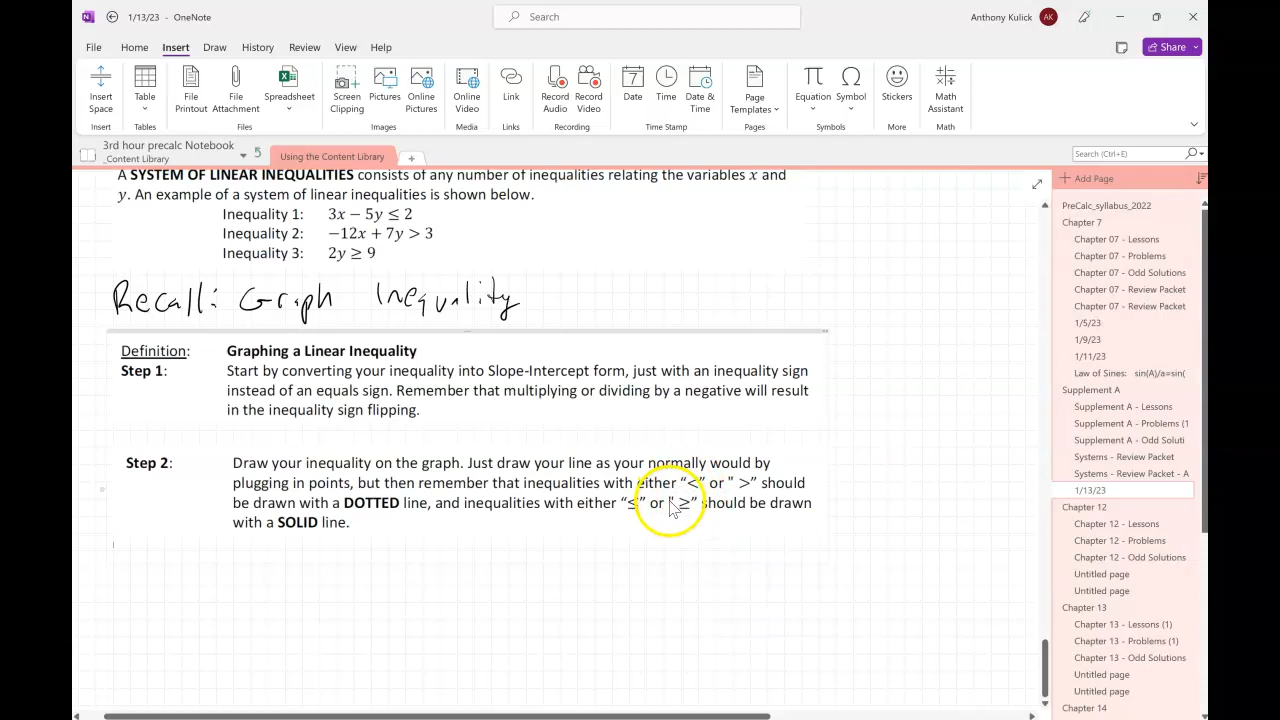 1/13/23 - OneNote
Search
Anthony Kulick
AK
File Home Insert Draw History Review View Help
Share
Insert Space
Table
File Printout
File Attachment
Spreadsheet
Screen Clipping
Pictures
Online Pictures
Online Video
Link
Record Audio
Record Video
Date
Time
Date & Time
Page Templates
Equation
Symbol
Stickers
Math Assistant
Insert Tables Files Images Media Links Recording Time Stamp Pages Symbols More Math
3rd hour precalc Notebook
_Content Library
Using the Content Library
+
Search (Ctrl+E)
A SYSTEM OF LINEAR INEQUALITIES consists of any number of inequalities relating the variables x and
y. An example of a system of linear inequalities is shown below.
Inequality 1: 3x − 5y ≤ 2
Inequality 2: −12x + 7y > 3
Inequality 3: 2y ≥ 9
Recall: Graph Inequality
Definition: Graphing a Linear Inequality
Step 1: Start by converting your inequality into Slope-Intercept form, just with an inequality sign
instead of an equals sign. Remember that multiplying or dividing by a negative will result
in the inequality sign flipping.
Step 2: Draw your inequality on the graph. Just draw your line as your normally would by
plugging in points, but then remember that inequalities with either “<” or " >” should
be drawn with a DOTTED line, and inequalities with either “≤” or " ≥” should be drawn
with a SOLID line.
Add Page
PreCalc_syllabus_2022
Chapter 7
Chapter 07 - Lessons
Chapter 07 - Problems
Chapter 07 - Odd Solutions
Chapter 07 - Review Packet
Chapter 07 - Review Packet
1/5/23
1/9/23
1/11/23
Law of Sines: sin(A)/a=sin(
Supplement A
Supplement A - Lessons
Supplement A - Problems (1
Supplement A - Odd Soluti
Systems - Review Packet
Systems - Review Packet - A
1/13/23
Chapter 12
Chapter 12 - Lessons
Chapter 12 - Problems
Chapter 12 - Odd Solutions
Untitled page
Untitled page
Chapter 13
Chapter 13 - Lessons (1)
Chapter 13 - Problems (1)
Chapter 13 - Odd Solutions
Untitled page
Untitled page
Chapter 14